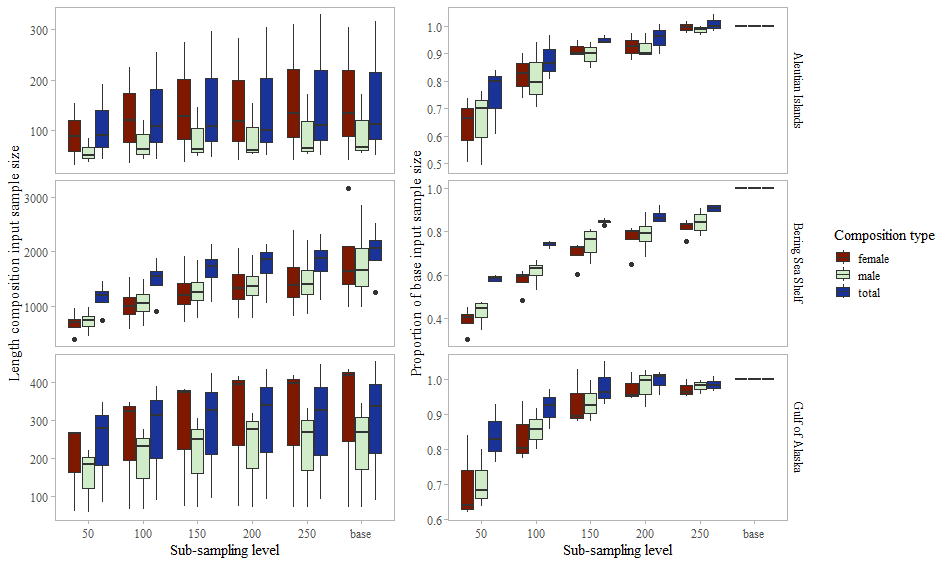 Length composition input sample size
300
200
100
3000
2000
1000
400
300
200
100
50
100
150
200
250
base
Sub-sampling level
Proportion of base input sample size
1.0
0.9
0.8
0.7
0.6
0.5
1.0
0.8
0.6
0.4
1.0
0.9
0.8
0.7
0.6
50
100
150
200
250
base
Sub-sampling level
Aleutian Islands
Bering Sea Shelf
Gulf of Alaska
Composition type
female
male
total